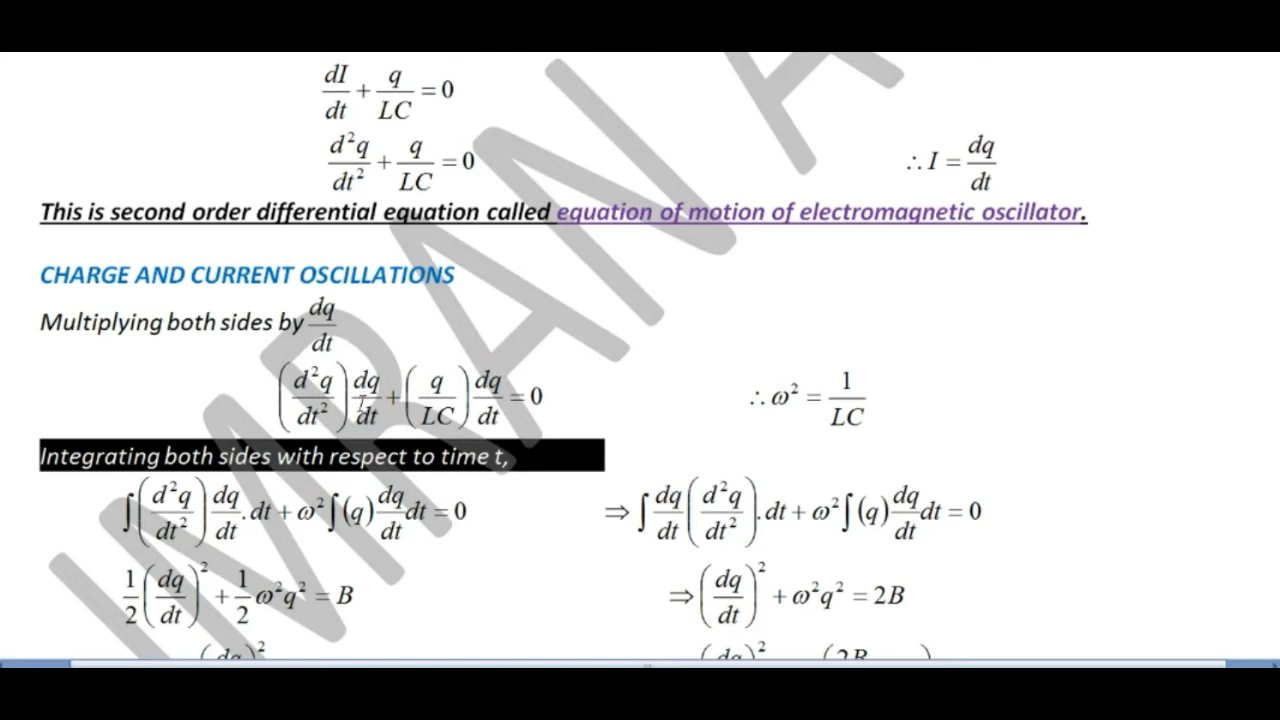 dI/dt + q/LC = 0
d²q/dt² + q/LC = 0 ∴ I = dq/dt
This is second order differential equation called equation of motion of electromagnetic oscillator.
CHARGE AND CURRENT OSCILLATIONS
Multiplying both sides by dq/dt
(d²q/dt²) dq/dt + (q/LC) dq/dt = 0 ∴ ω² = 1/LC
Integrating both sides with respect to time t,
∫(d²q/dt²) dq/dt . dt + ω² ∫(q) dq/dt dt = 0 ⇒ ∫ dq/dt (d²q/dt²) . dt + ω² ∫(q) dq/dt dt = 0
1/2 (dq/dt)² + 1/2 ω²q² = B ⇒ (dq/dt)² + ω²q² = 2B
IMRAN A